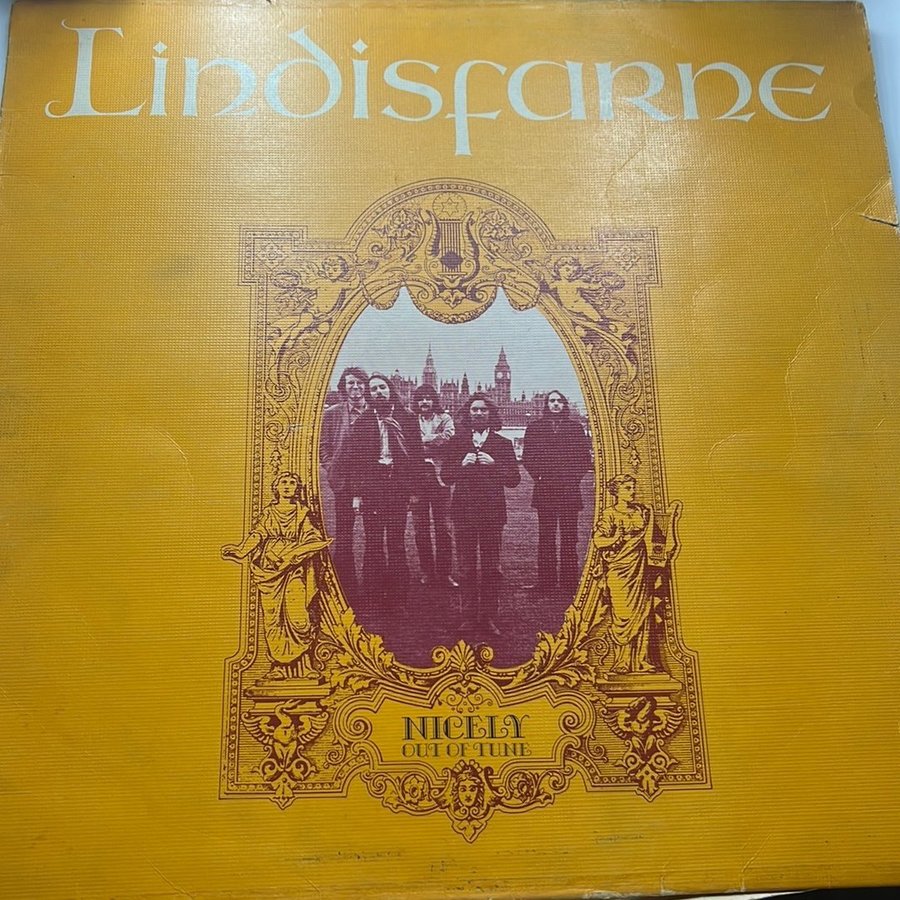 Lindisfarne
NICELY
OUT OF TUNE